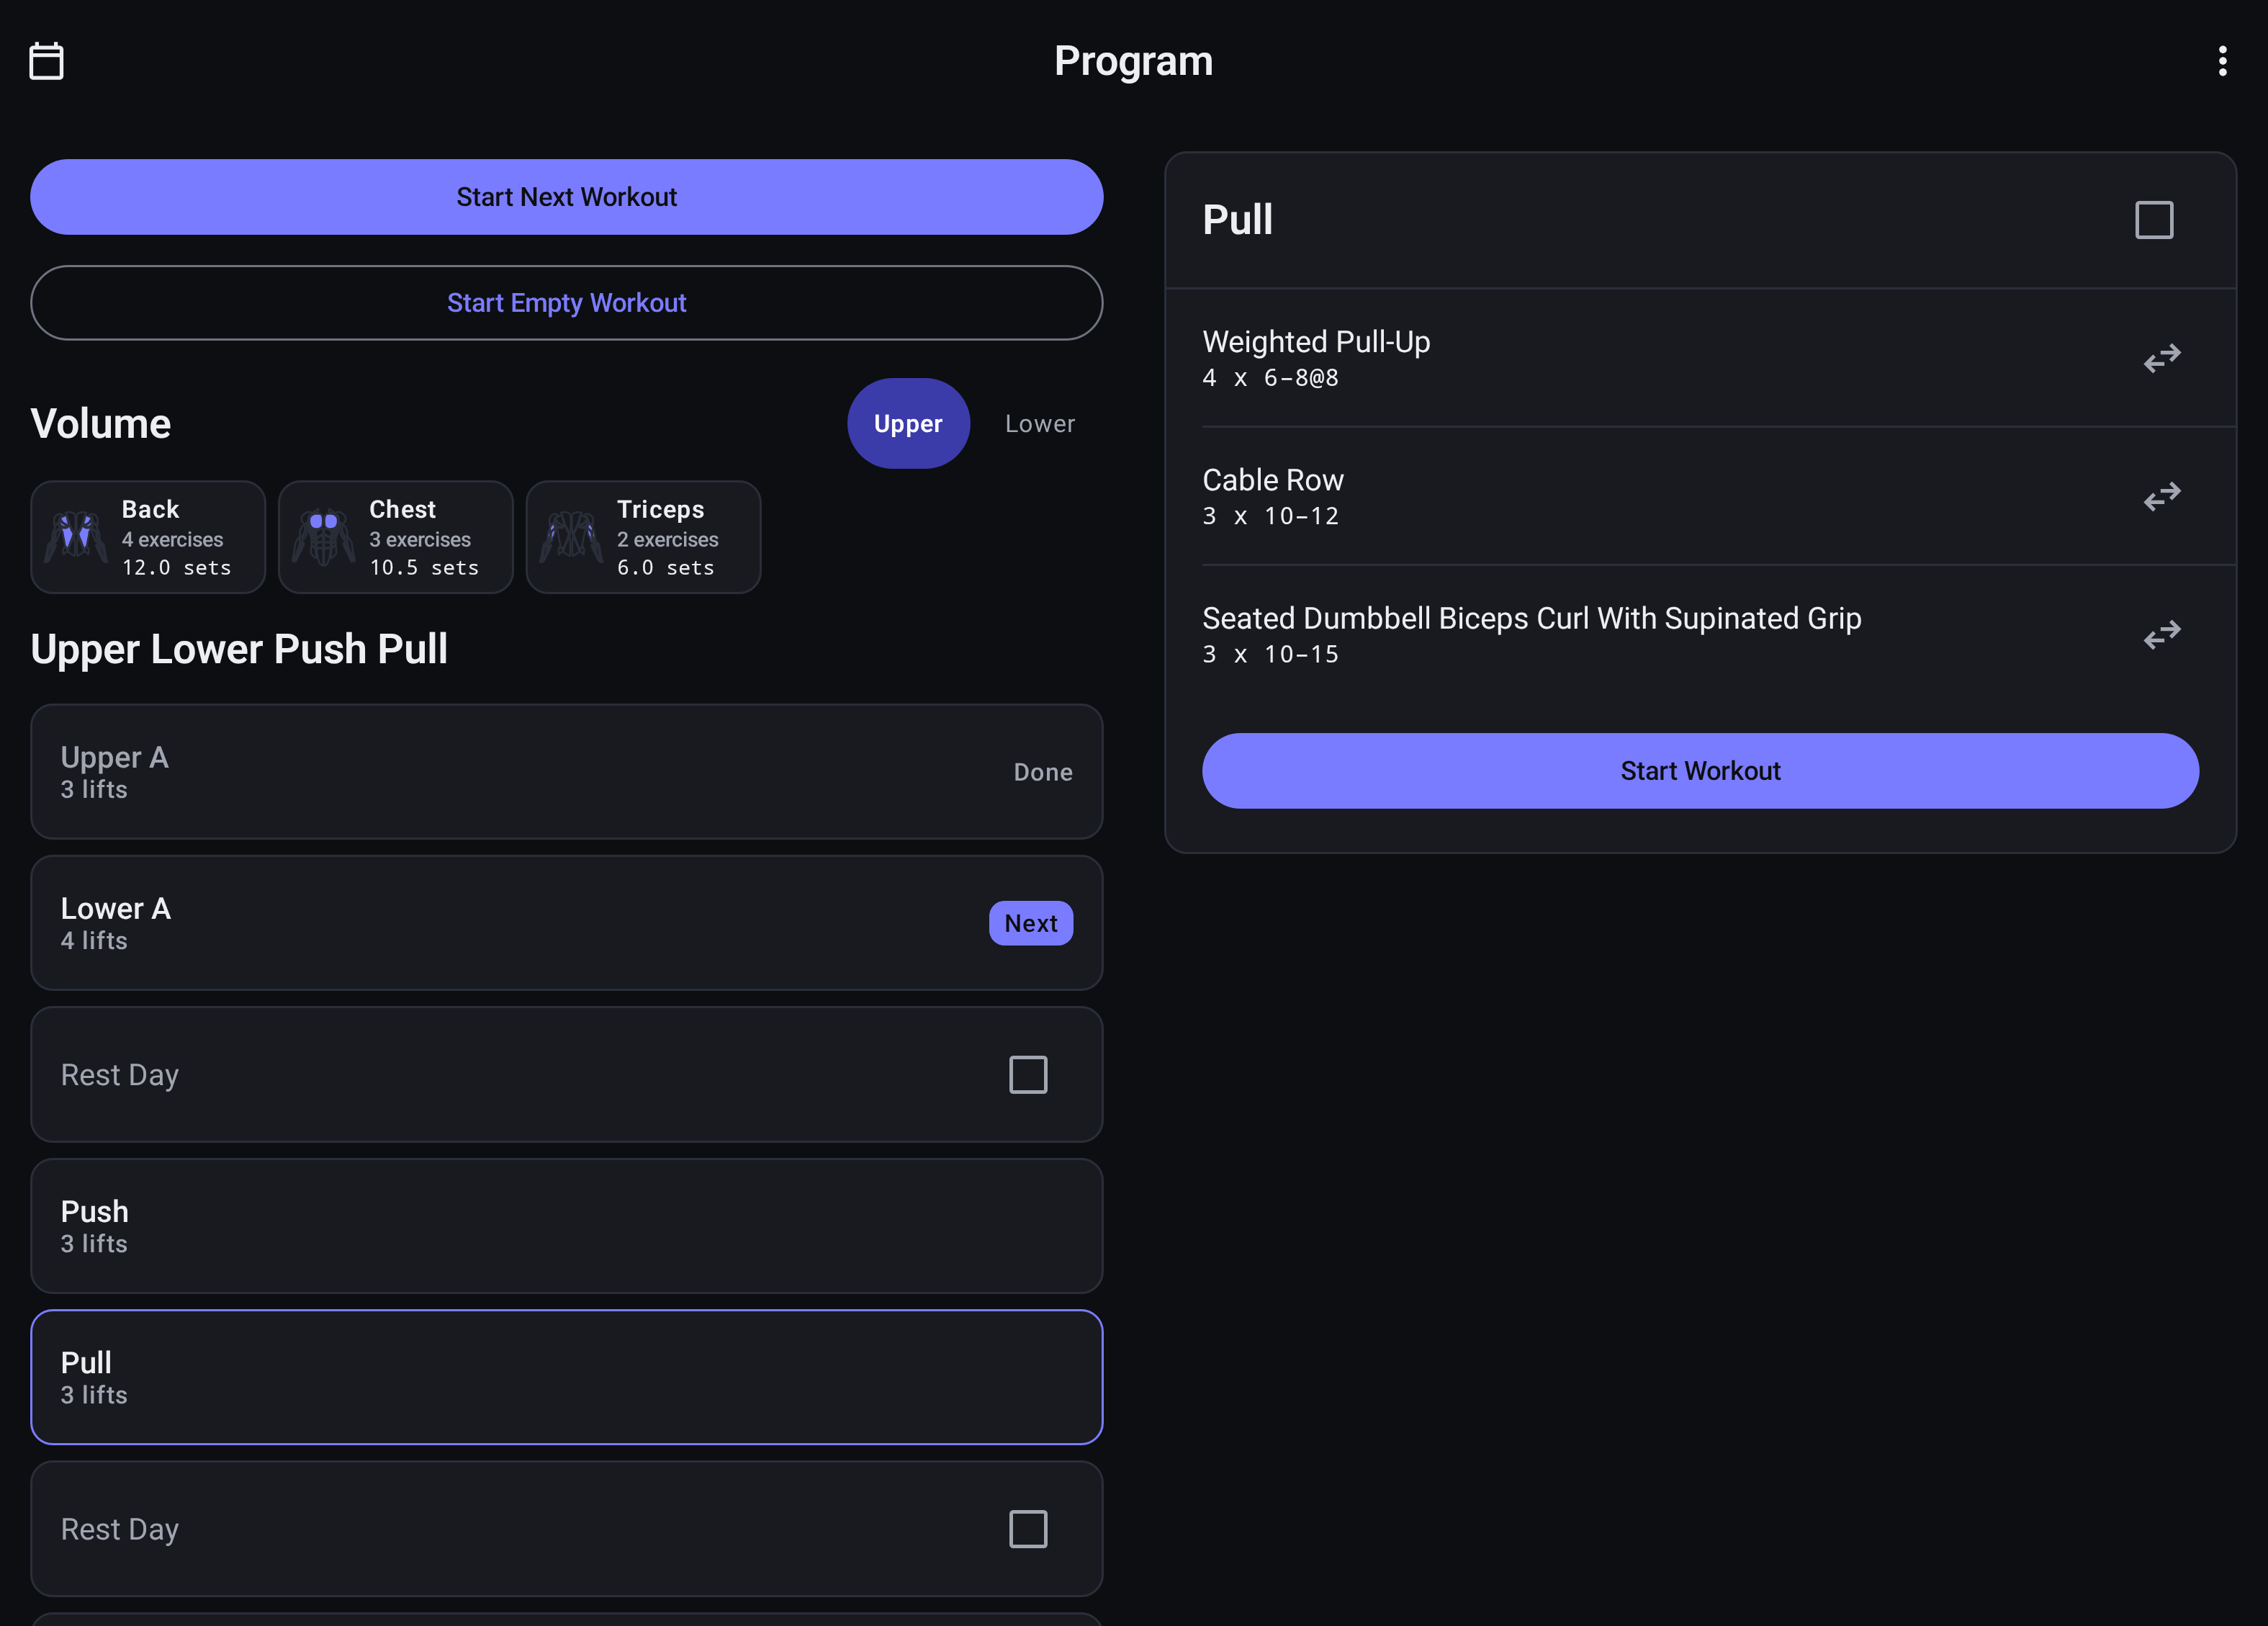 Program
Start Next Workout
Start Empty Workout
Volume
Upper
Lower
Back
4 exercises
12.0 sets
Chest
3 exercises
10.5 sets
Triceps
2 exercises
6.0 sets
Upper Lower Push Pull
Upper A
3 lifts
Done
Lower A
4 lifts
Next
Rest Day
Push
3 lifts
Pull
3 lifts
Rest Day
Pull
Weighted Pull-Up
4 x 6–8@8
Cable Row
3 x 10–12
Seated Dumbbell Biceps Curl With Supinated Grip
3 x 10–15
Start Workout